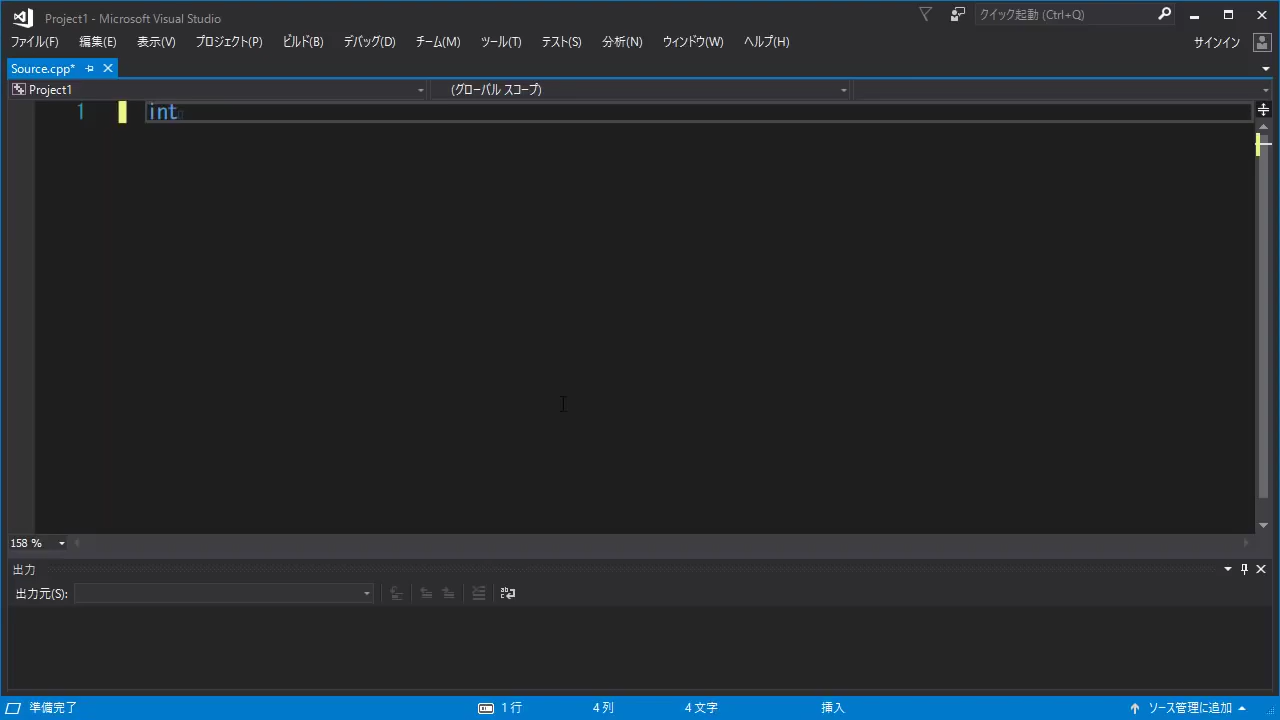 Project1 - Microsoft Visual Studio
クイック起動 (Ctrl+Q)
ファイル(F) 編集(E) 表示(V) プロジェクト(P) ビルド(B) デバッグ(D) チーム(M) ツール(T) テスト(S) 分析(N) ウィンドウ(W) ヘルプ(H) サインイン
Source.cpp*
Project1 (グローバル スコープ)
1 int
158 %
出力
出力元(S):
準備完了 1 行 4 列 4 文字 挿入 ソース管理に追加